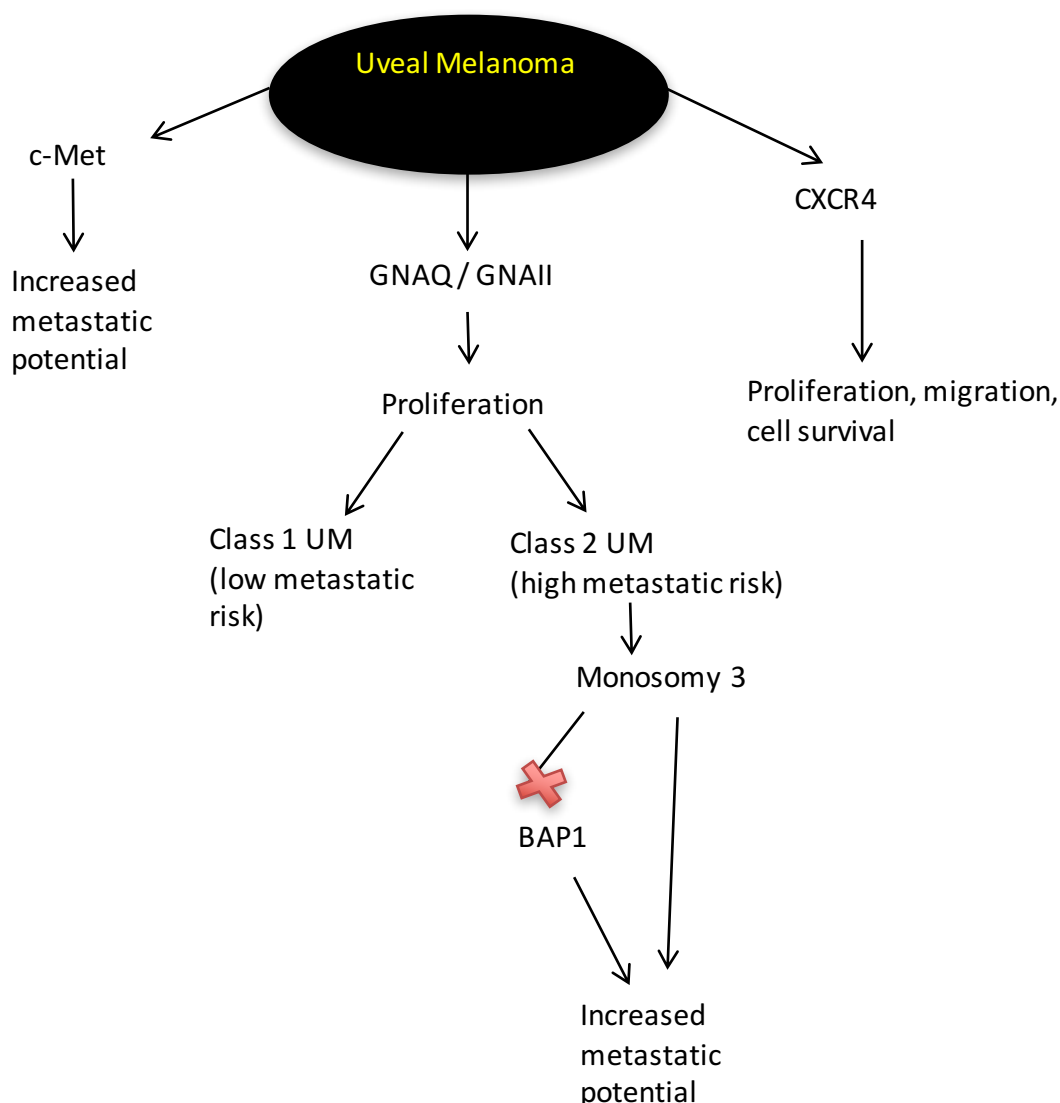 Uveal Melanoma
c-Met
CXCR4
Increased
metastatic
potential
GNAQ / GNAII
Proliferation
Proliferation, migration,
cell survival
Class 1 UM
(low metastatic
risk)
Class 2 UM
(high metastatic risk)
Monosomy 3
BAP1
Increased
metastatic
potential